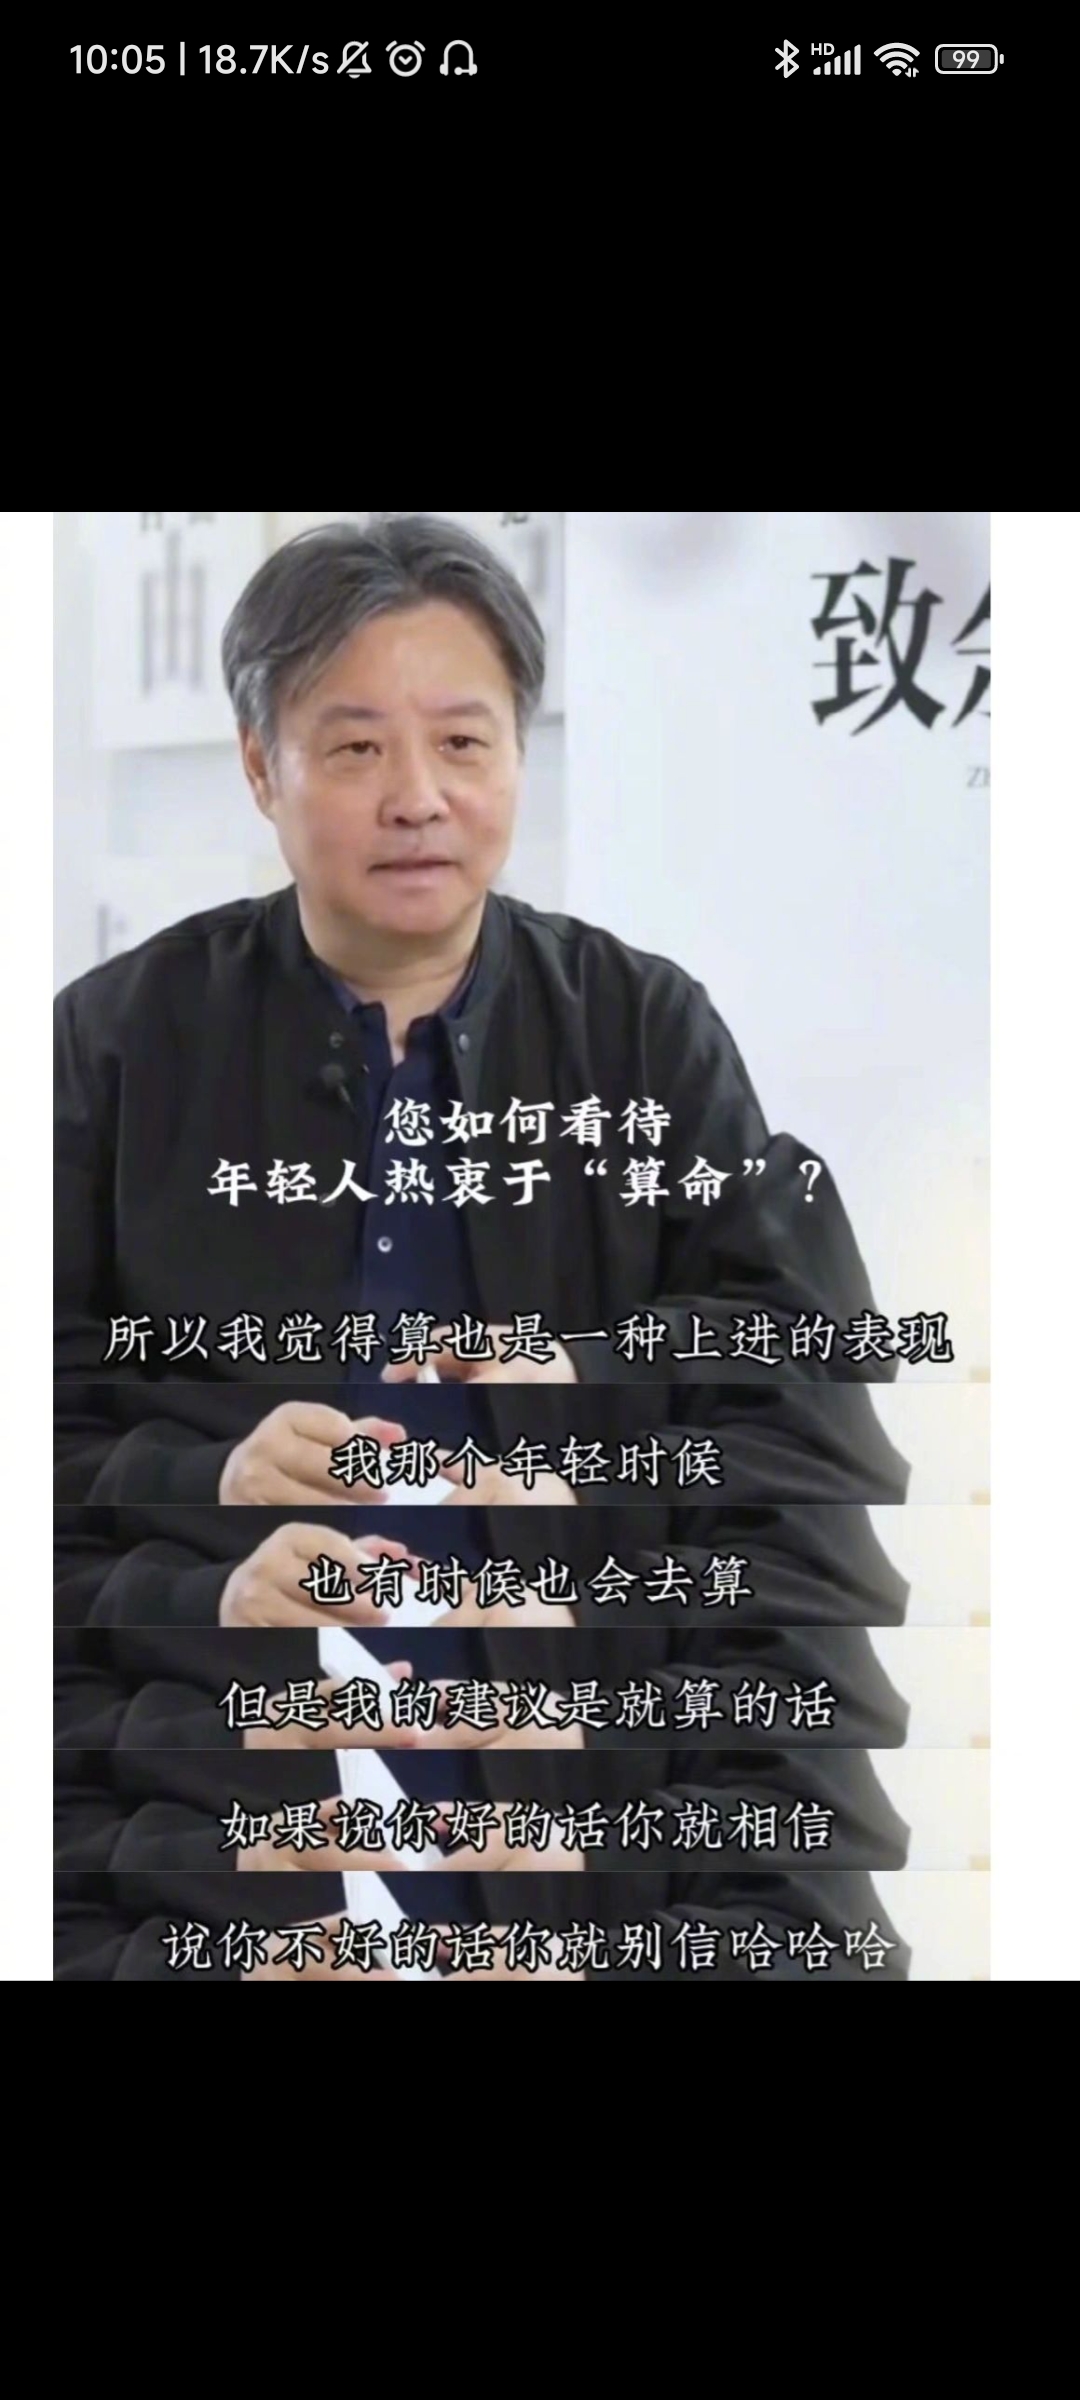 10:05 | 18.7K/s
HD
99
山
致
您如何看待
年轻人热衷于“算命”？
所以我觉得算也是一种上进的表现
我那个年轻时候
也有时候也会去算
但是我的建议是就算的话
如果说你好的话你就相信
说你不好的话你就别信哈哈哈